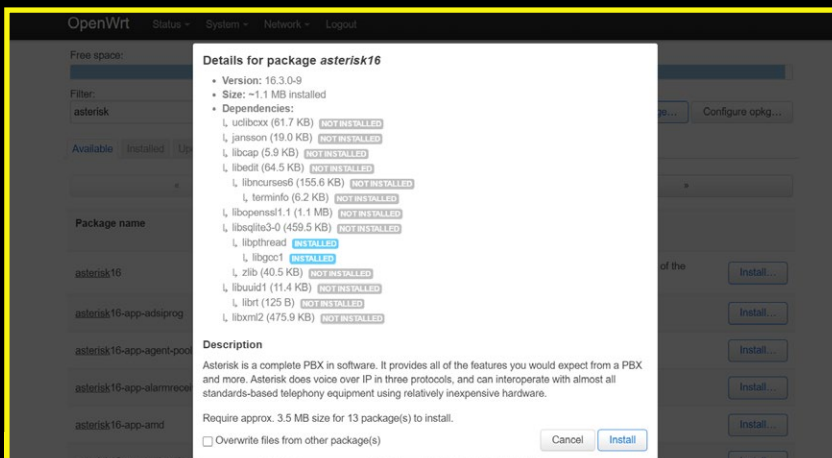 OpenWrt Status System Network Logout
Free space:
Details for package asterisk16
• Version: 16.3.0-9
• Size: ~1.1 MB installed
• Dependencies:
uclibcxx (61.7 KB) NOT INSTALLED
jansson (19.0 KB) NOT INSTALLED
libcap (5.9 KB) NOT INSTALLED
libedit (64.5 KB) NOT INSTALLED
libncurses6 (155.6 KB) NOT INSTALLED
terminfo (6.2 KB) NOT INSTALLED
libopenssl1.1 (1.1 MB) NOT INSTALLED
libsqlite3-0 (459.5 KB) NOT INSTALLED
libpthread INSTALLED
libgcc1 INSTALLED
zlib (40.5 KB) NOT INSTALLED
libuuid1 (11.4 KB) NOT INSTALLED
librt (125 B) NOT INSTALLED
libxml2 (475.9 KB) NOT INSTALLED
Description
Asterisk is a complete PBX in software. It provides all of the features you would expect from a PBX
and more. Asterisk does voice over IP in three protocols, and can interoperate with almost all
standards-based telephony equipment using relatively inexpensive hardware.
Require approx. 3.5 MB size for 13 package(s) to install.
Overwrite files from other package(s)
Cancel Install
Filter:
asterisk
Configure opkg...
Available Installed
Package name
asterisk16 of the Install...
asterisk16-app-adsiprog Install...
asterisk16-app-agent-pool Install...
asterisk16-app-alarmrecei Install...
asterisk16-app-amd Install...